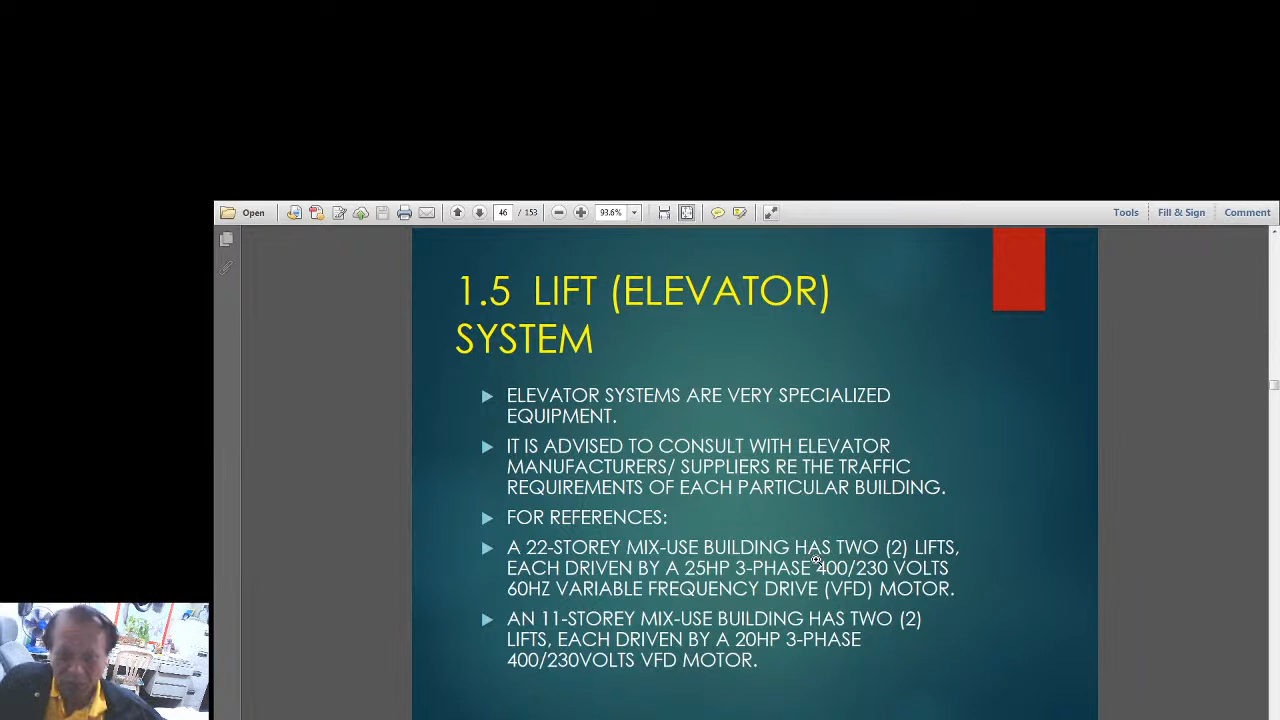 Open
46
/ 153
93.6%
Tools
Fill & Sign
Comment
1.5 LIFT (ELEVATOR)
SYSTEM
ELEVATOR SYSTEMS ARE VERY SPECIALIZED
EQUIPMENT.
IT IS ADVISED TO CONSULT WITH ELEVATOR
MANUFACTURERS/ SUPPLIERS RE THE TRAFFIC
REQUIREMENTS OF EACH PARTICULAR BUILDING.
FOR REFERENCES:
A 22-STOREY MIX-USE BUILDING HAS TWO (2) LIFTS,
EACH DRIVEN BY A 25HP 3-PHASE 400/230 VOLTS
60HZ VARIABLE FREQUENCY DRIVE (VFD) MOTOR.
AN 11-STOREY MIX-USE BUILDING HAS TWO (2)
LIFTS, EACH DRIVEN BY A 20HP 3-PHASE
400/230VOLTS VFD MOTOR.